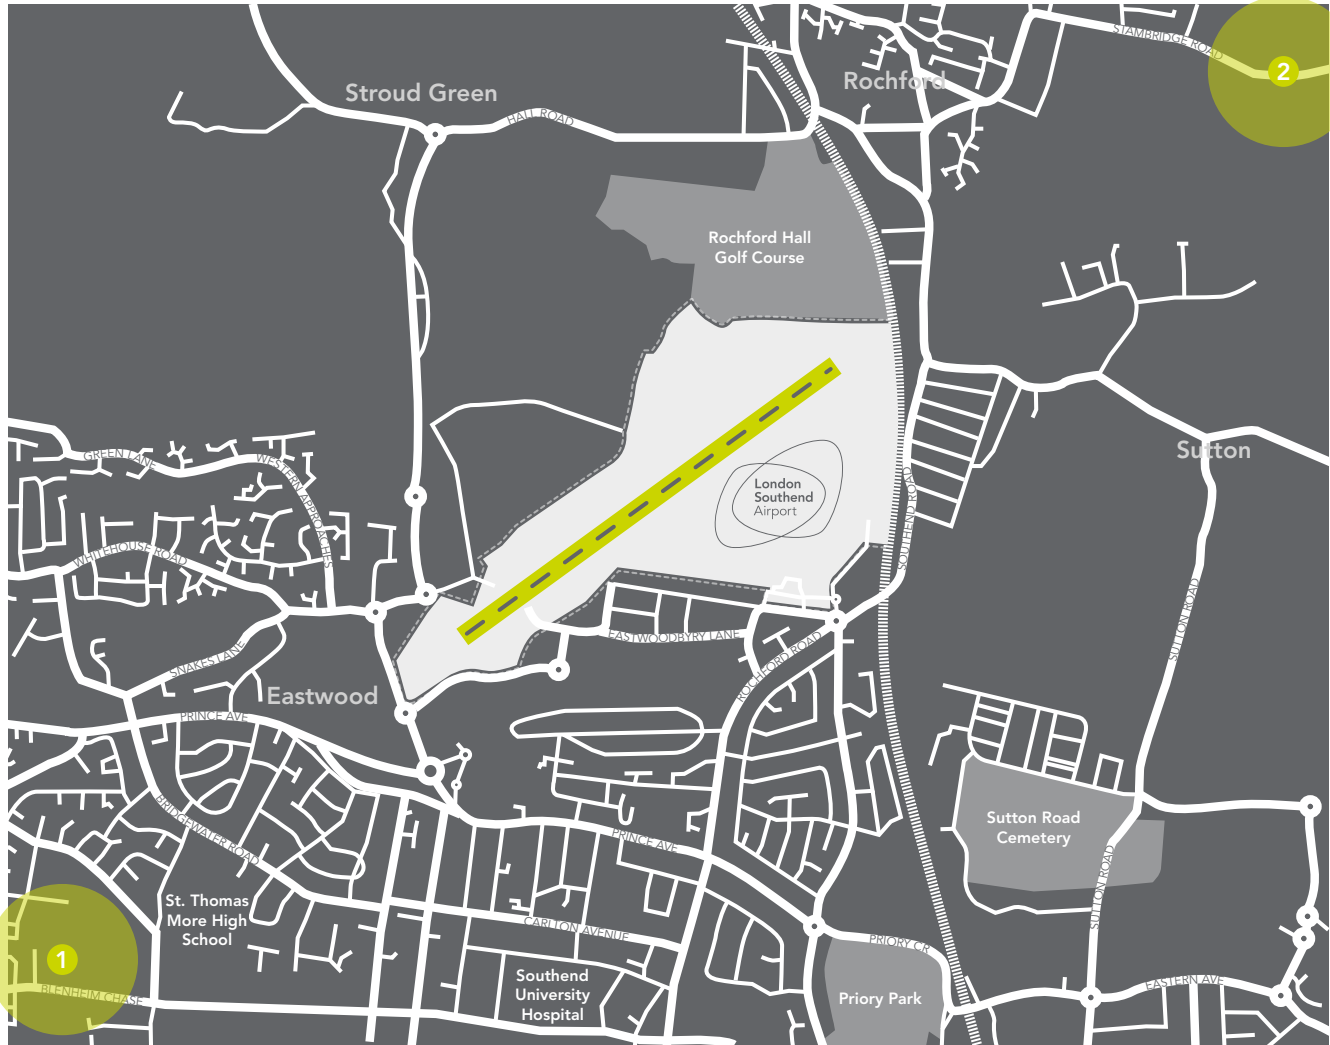 STAMBRIDGE ROAD
2
Rochford
Stroud Green
HALL ROAD
Rochford Hall
Golf Course
Sutton
GREEN LANE
WESTERN APPROACHES
London
Southend
Airport
SOUTHEND ROAD
WHITEHOUSE ROAD
SUTTON ROAD
EASTWOODBYRY LANE
ROCHFORD ROAD
SNAKES LANE
Eastwood
PRINCE AVE
BRIDGEWATER ROAD
PRINCE AVE
Sutton Road
Cemetery
SUTTON ROAD
St. Thomas
More High
School
CARLTON AVENUE
PRIORY CR
1
BLENHEIM CHASE
Southend
University
Hospital
Priory Park
EASTERN AVE